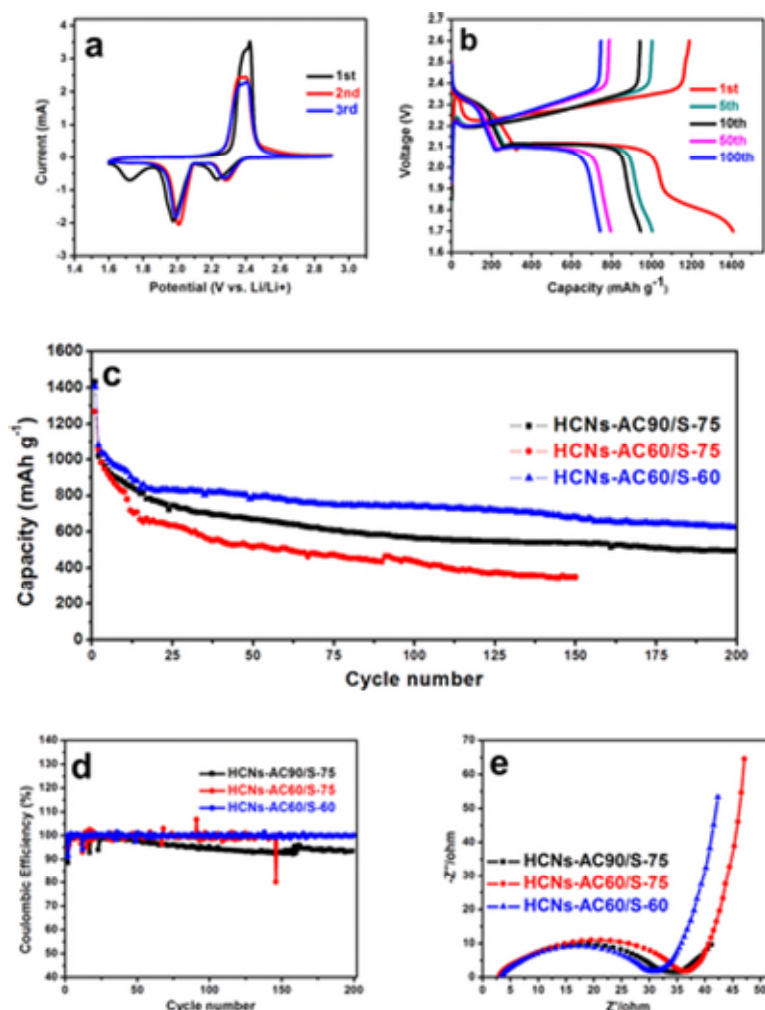 a
1st
2nd
3rd
Current (mA)
4
3
2
1
0
-1
-2
-3
1.4 1.6 1.8 2.0 2.2 2.4 2.6 2.8 3.0
Potential (V vs. Li/Li+)
b
1st
5th
10th
50th
100th
Voltage (V)
2.7
2.6
2.5
2.4
2.3
2.2
2.1
2.0
1.9
1.8
1.7
1.6
0 200 400 600 800 1000 1200 1400
Capacity (mAh g-1)
c
HCNs-AC90/S-75
HCNs-AC60/S-75
HCNs-AC60/S-60
Capacity (mAh g-1)
1600
1400
1200
1000
800
600
400
200
0
0 25 50 75 100 125 150 175 200
Cycle number
d
HCNs-AC90/S-75
HCNs-AC60/S-75
HCNs-AC60/S-60
Coulombic Efficiency (%)
140
130
120
110
100
90
80
70
60
50
40
0 50 100 150 200
Cycle number
e
HCNs-AC90/S-75
HCNs-AC60/S-75
HCNs-AC60/S-60
-Z''/ohm
70
60
50
40
30
20
10
0
0 5 10 15 20 25 30 35 40 45 50
Z'/ohm